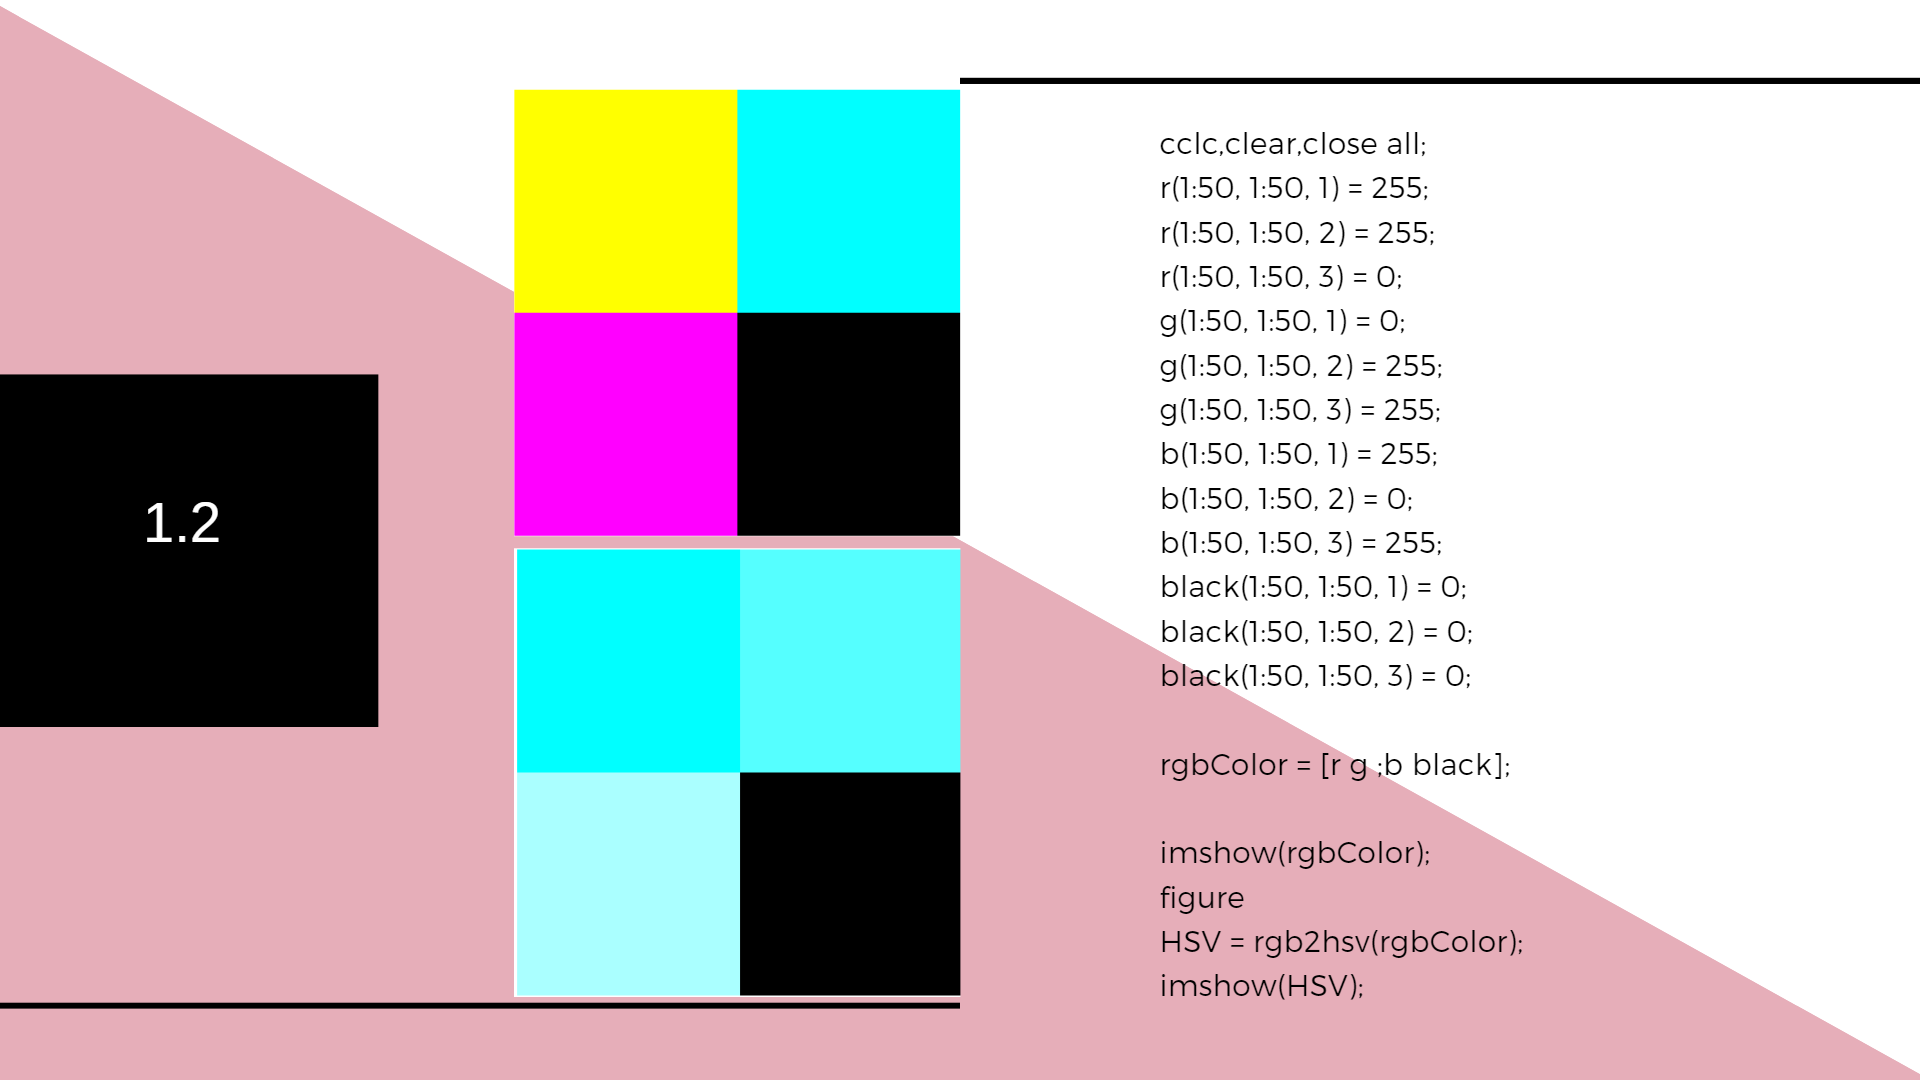 1.2
cclc,clear,close all;
r(1:50, 1:50, 1) = 255;
r(1:50, 1:50, 2) = 255;
r(1:50, 1:50, 3) = 0;
g(1:50, 1:50, 1) = 0;
g(1:50, 1:50, 2) = 255;
g(1:50, 1:50, 3) = 255;
b(1:50, 1:50, 1) = 255;
b(1:50, 1:50, 2) = 0;
b(1:50, 1:50, 3) = 255;
black(1:50, 1:50, 1) = 0;
black(1:50, 1:50, 2) = 0;
black(1:50, 1:50, 3) = 0;
rgbColor = [r g ;b black];
imshow(rgbColor);
figure
HSV = rgb2hsv(rgbColor);
imshow(HSV);